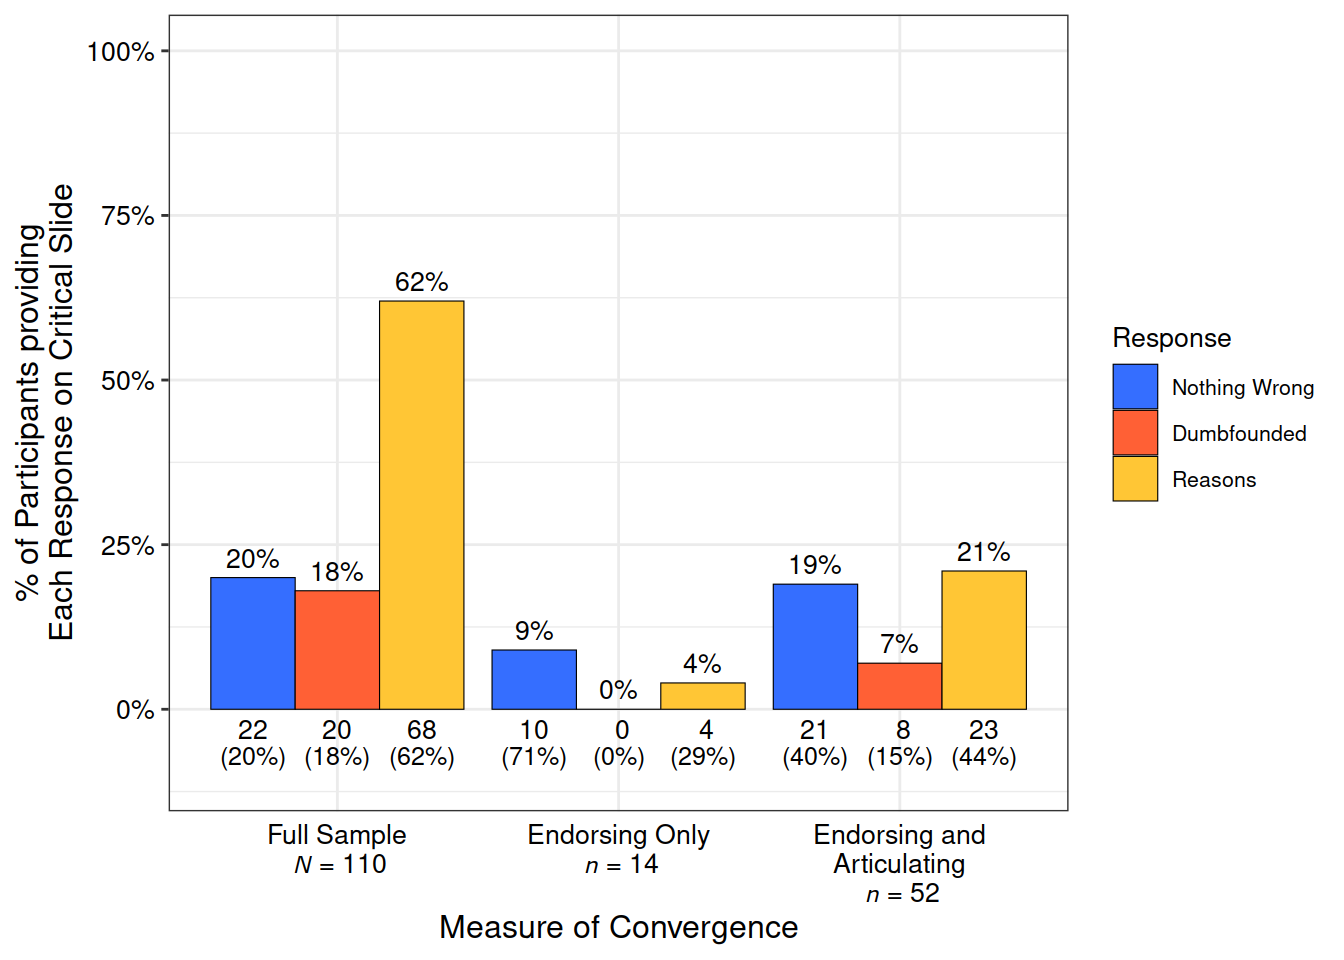 % of Participants providing
Each Response on Critical Slide
100%
75%
50%
25%
0%
20%
18%
62%
9%
0%
4%
19%
7%
21%
22 20 68 10 0 4 21 8 23
(20%) (18%) (62%) (71%) (0%) (29%) (40%) (15%) (44%)
Full Sample
N = 110
Endorsing Only
n = 14
Endorsing and
Articulating
n = 52
Measure of Convergence
Response
Nothing Wrong
Dumbfounded
Reasons